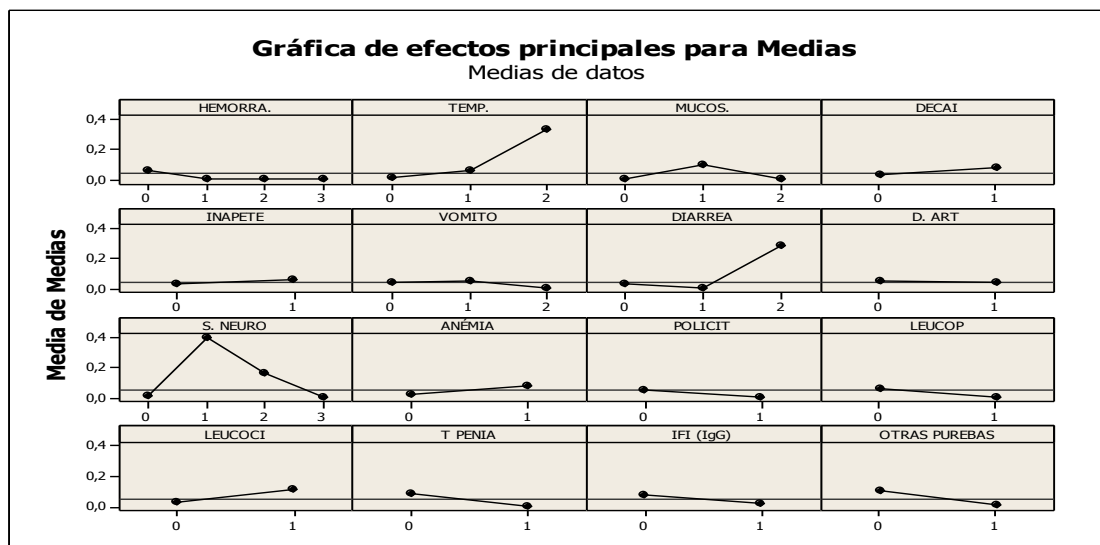 Gráfica de efectos principales para Medias
Medias de datos
Media de Medias
HEMORRA. TEMP. MUCOS. DECAI
0,4
0,2
0,0
0 1 2 3 0 1 2 0 1 2 0 1
INAPETE VOMITO DIARREA D. ART
0,4
0,2
0,0
0 1 0 1 2 0 1 2 0 1
S. NEURO ANÉMIA POLICIT LEUCOP
0,4
0,2
0,0
0 1 2 3 0 1 0 1 0 1
LEUCOCI T PENIA IFI (IgG) OTRAS PUREBAS
0,4
0,2
0,0
0 1 0 1 0 1 0 1